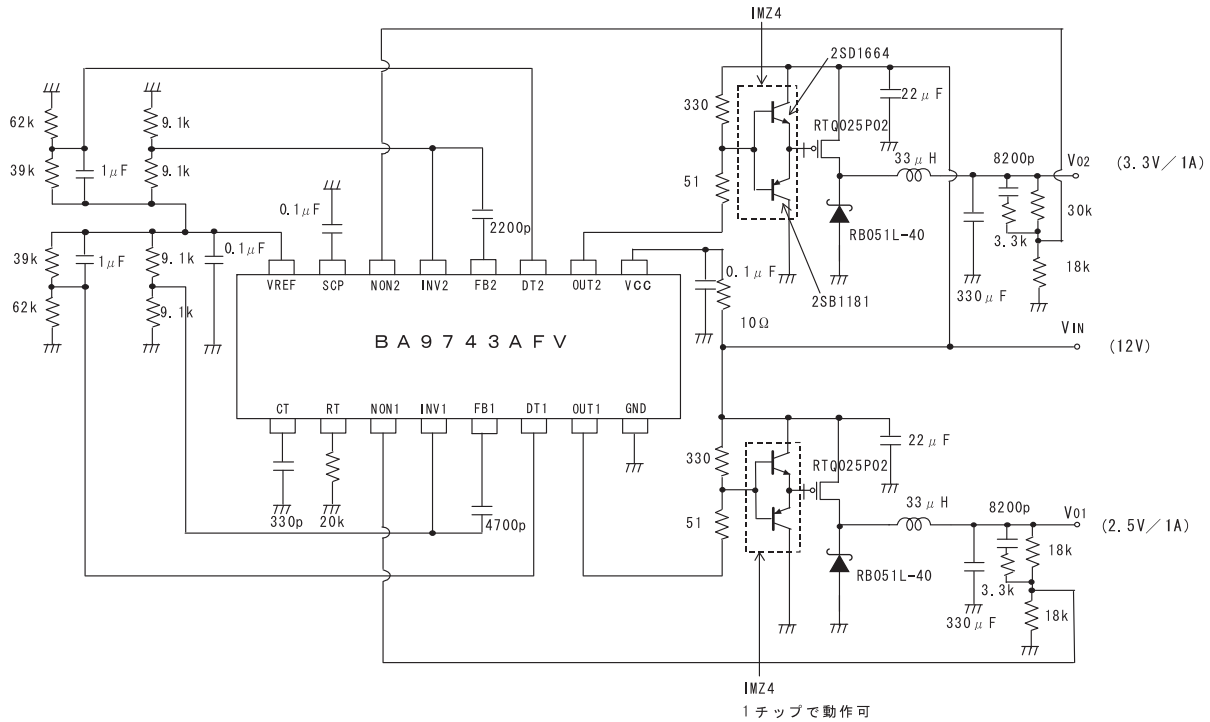 IMZ4
2SD1664
330
22μF
RTQ025P02
62k
9.1k
39k
1μF
9.1k
51
33μH
8200p
VO2
(3.3V/1A)
0.1μF
2200p
30k
RB051L-40
3.3k
39k
1μF
9.1k
0.1μF
VREF
SCP
NON2
INV2
FB2
DT2
OUT2
VCC
0.1μF
2SB1181
18k
330μF
62k
9.1k
10Ω
BA9743AFV
VIN
(12V)
CT
RT
NON1
INV1
FB1
DT1
OUT1
GND
330
22μF
RTQ025P02
330p
20k
4700p
51
33μH
8200p
VO1
(2.5V/1A)
18k
RB051L-40
3.3k
330μF
18k
IMZ4
1チップで動作可